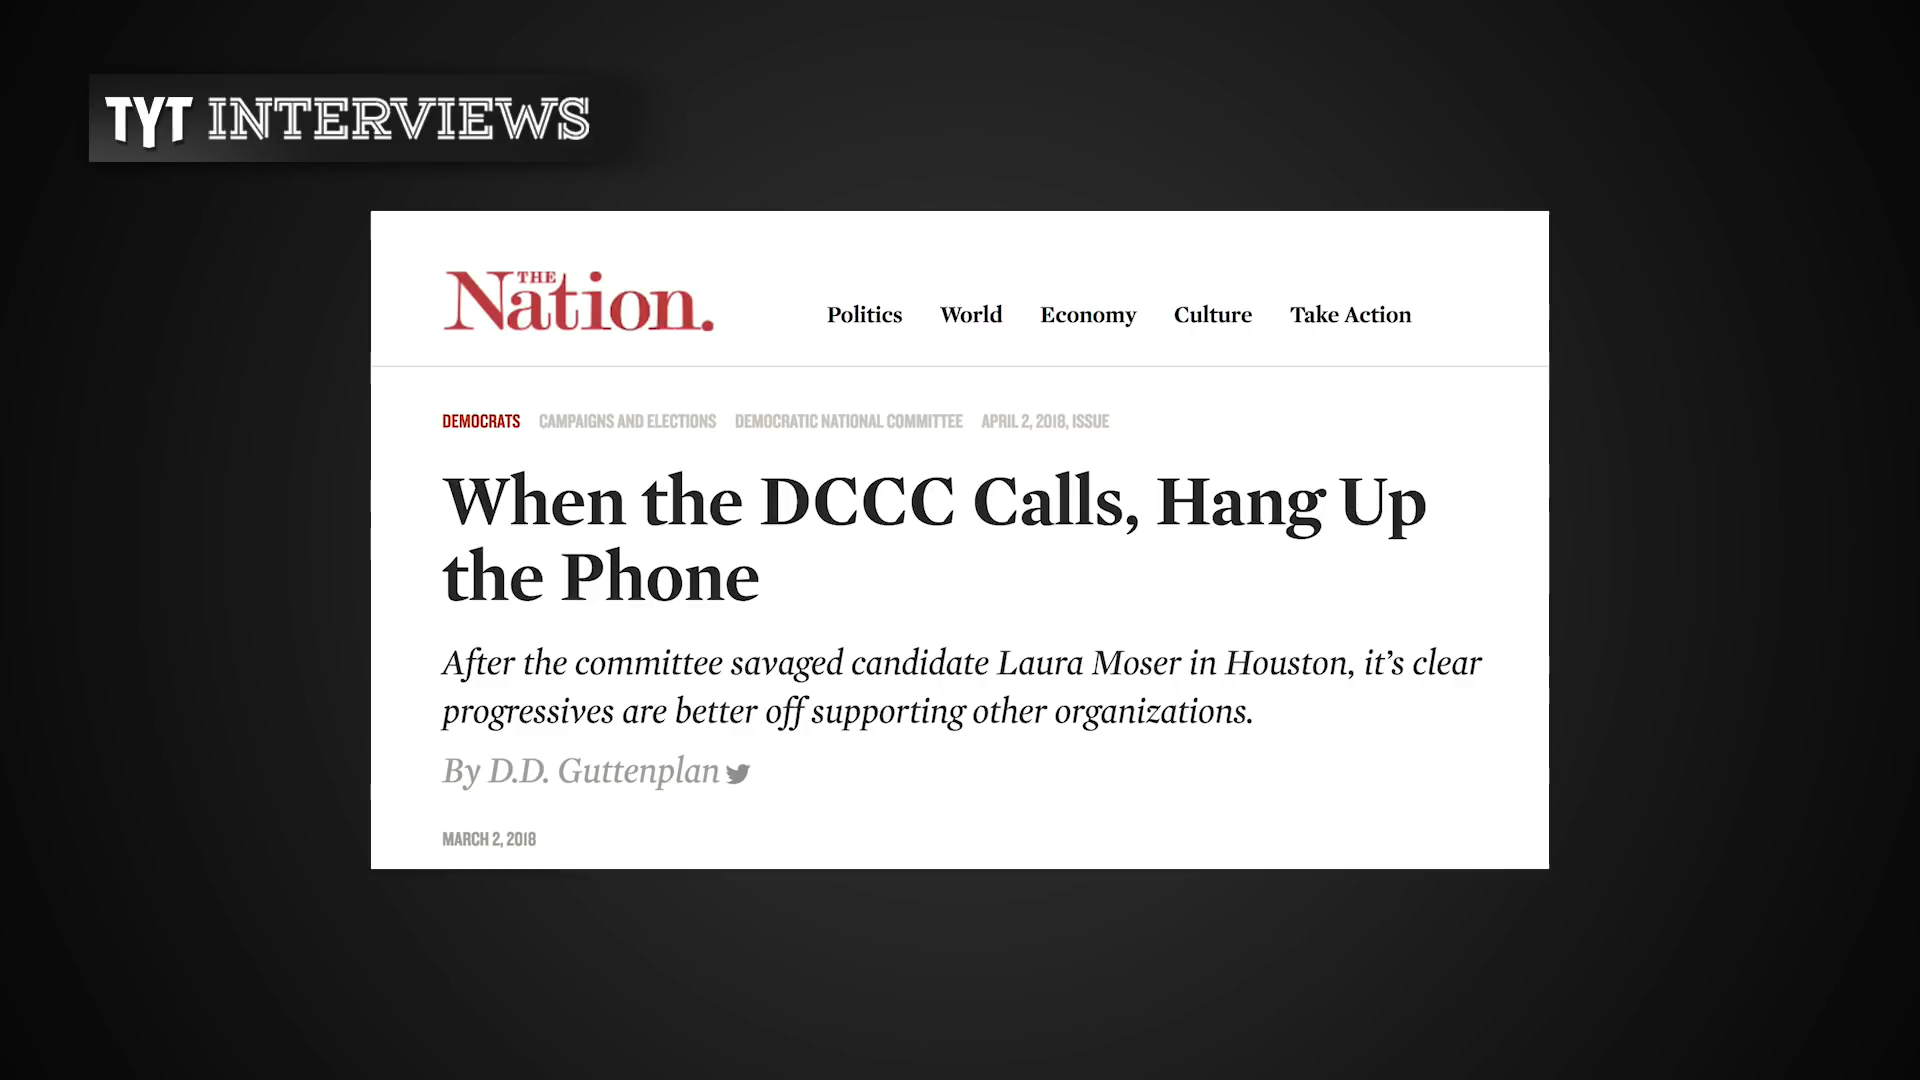 TYT INTERVIEWS
THE Nation.
Politics World Economy Culture Take Action
DEMOCRATS CAMPAIGNS AND ELECTIONS DEMOCRATIC NATIONAL COMMITTEE APRIL 2, 2018, ISSUE
When the DCCC Calls, Hang Up
the Phone
After the committee savaged candidate Laura Moser in Houston, it’s clear
progressives are better off supporting other organizations.
By D.D. Guttenplan
MARCH 2, 2018